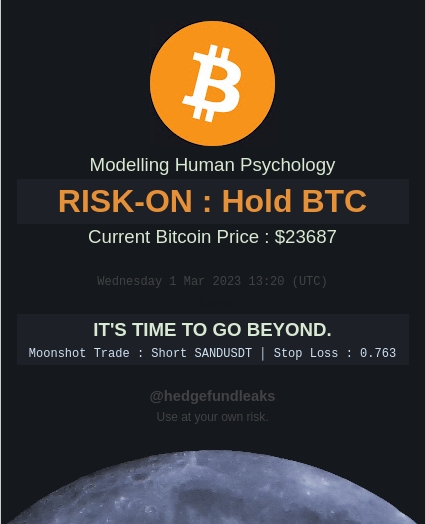 Modelling Human Psychology
RISK-ON : Hold BTC
Current Bitcoin Price : $23687
Wednesday 1 Mar 2023 13:20 (UTC)
IT'S TIME TO GO BEYOND.
Moonshot Trade : Short SANDUSDT | Stop Loss : 0.763
@hedgefundleaks
Use at your own risk.